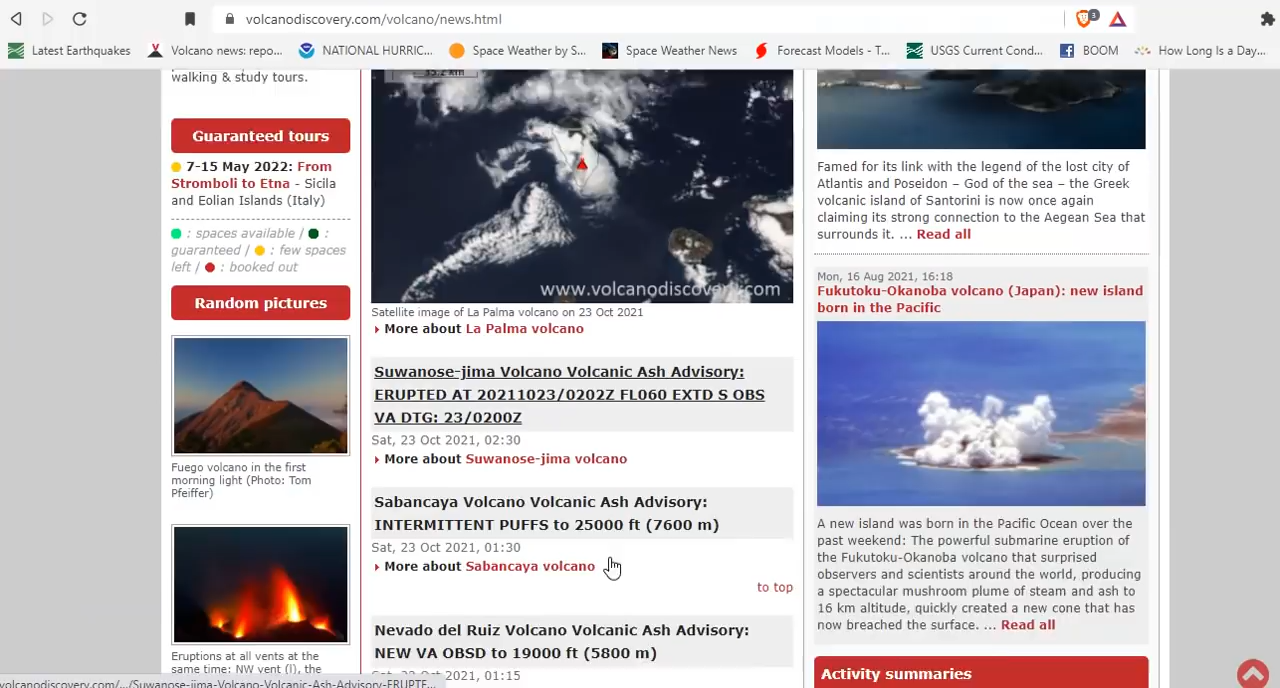 volcanodiscovery.com/volcano/news.html
3
Latest Earthquakes
Volcano news: repo...
NATIONAL HURRIC...
Space Weather by S...
Space Weather News
Forecast Models - T...
USGS Current Cond...
BOOM
How Long Is a Day...
walking & study tours.
Guaranteed tours
7-15 May 2022: From
Stromboli to Etna - Sicila
and Eolian Islands (Italy)
: spaces available / :
guaranteed / : few spaces
left / : booked out
Random pictures
Fuego volcano in the first
morning light (Photo: Tom
Pfeiffer)
Eruptions at all vents at the
same time: NW vent (l), the
www.volcanodiscovery.com
Satellite image of La Palma volcano on 23 Oct 2021
More about La Palma volcano
Suwanose-jima Volcano Volcanic Ash Advisory:
ERUPTED AT 20211023/0202Z FL060 EXTD S OBS
VA DTG: 23/0200Z
Sat, 23 Oct 2021, 02:30
More about Suwanose-jima volcano
Sabancaya Volcano Volcanic Ash Advisory:
INTERMITTENT PUFFS to 25000 ft (7600 m)
Sat, 23 Oct 2021, 01:30
More about Sabancaya volcano
to top
Nevado del Ruiz Volcano Volcanic Ash Advisory:
NEW VA OBSD to 19000 ft (5800 m)
Sat, 23 Oct 2021, 01:15
Famed for its link with the legend of the lost city of
Atlantis and Poseidon – God of the sea – the Greek
volcanic island of Santorini is now once again
claiming its strong connection to the Aegean Sea that
surrounds it. ... Read all
Mon, 16 Aug 2021, 16:18
Fukutoku-Okanoba volcano (Japan): new island
born in the Pacific
A new island was born in the Pacific Ocean over the
past weekend: The powerful submarine eruption of
the Fukutoku-Okanoba volcano that surprised
observers and scientists around the world, producing
a spectacular mushroom plume of steam and ash to
16 km altitude, quickly created a new cone that has
now breached the surface. ... Read all
Activity summaries
volcanodiscovery.com/.../Suwanose-jima-Volcano-Volcanic-Ash-Advisory-ERUPTE...